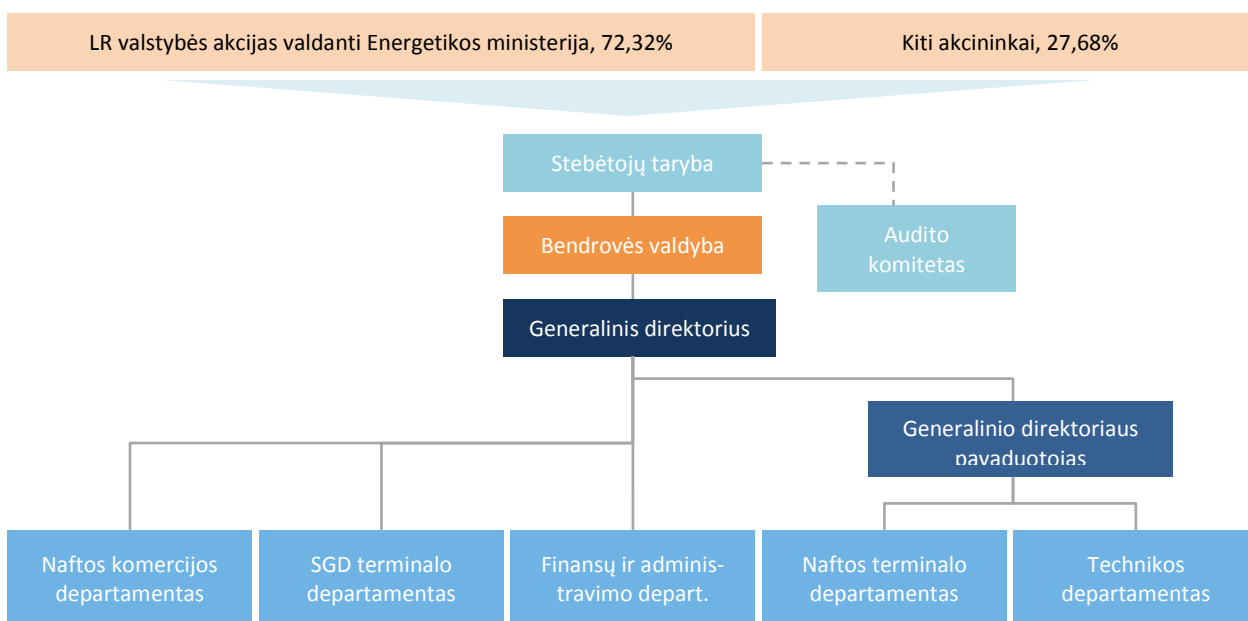 LR valstybės akcijas valdanti Energetikos ministerija, 72,32%
Kiti akcininkai, 27,68%
Stebėtojų taryba
Bendrovės valdyba
Audito
komitetas
Generalinis direktorius
Generalinio direktoriaus
pavaduotojas
Naftos komercijos
departamentas
SGD terminalo
departamentas
Finansų ir adminis-
travimo depart.
Naftos terminalo
departamentas
Technikos
departamentas